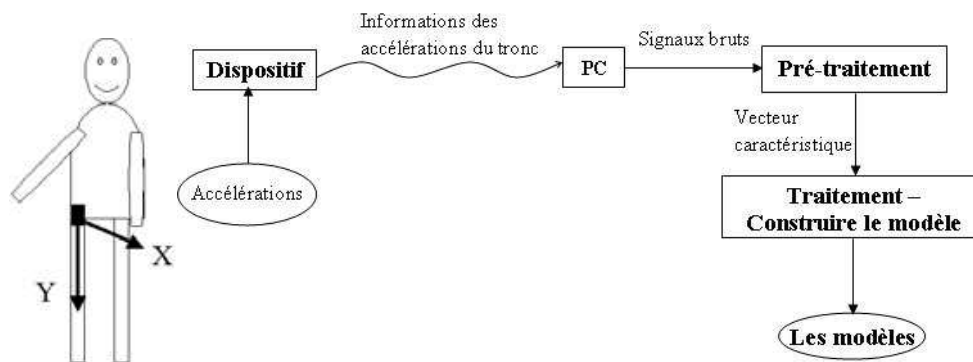 Informations des
accélérations du tronc
Signaux bruts
Dispositif
PC
Pré-traitement
Vecteur
caractéristique
Accélérations
Traitement –
Construire le modèle
X
Y
Les modèles